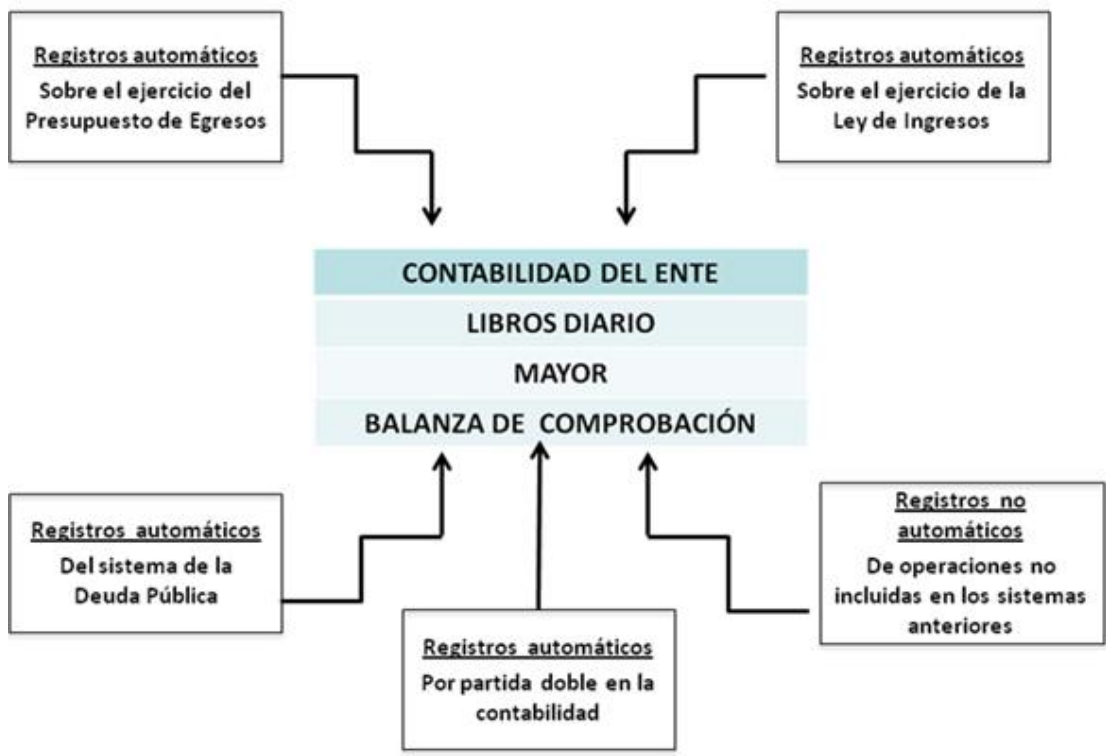 Registros automáticos
Sobre el ejercicio del
Presupuesto de Egresos
Registros automáticos
Sobre el ejercicio de la
Ley de Ingresos
CONTABILIDAD DEL ENTE
LIBROS DIARIO
MAYOR
BALANZA DE COMPROBACIÓN
Registros automáticos
Del sistema de la
Deuda Pública
Registros automáticos
Por partida doble en la
contabilidad
Registros no
automáticos
De operaciones no
incluidas en los sistemas
anteriores